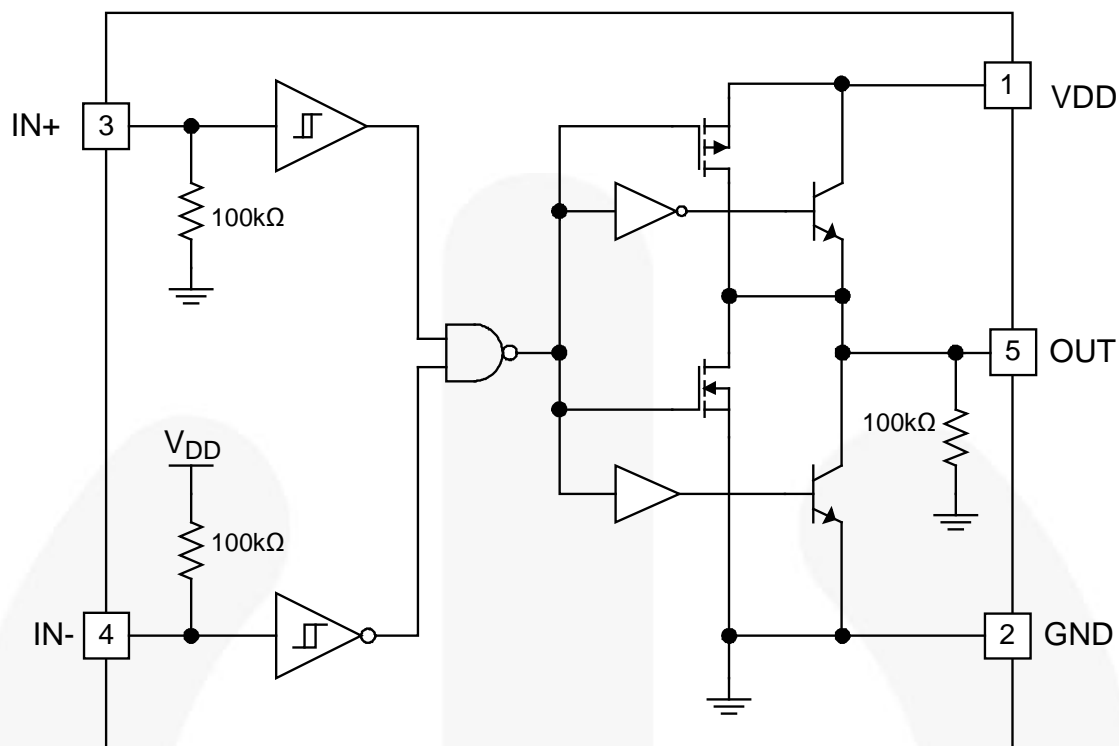 1
VDD
IN+
3
100kΩ
5
OUT
100kΩ
VDD
100kΩ
IN-
4
2
GND